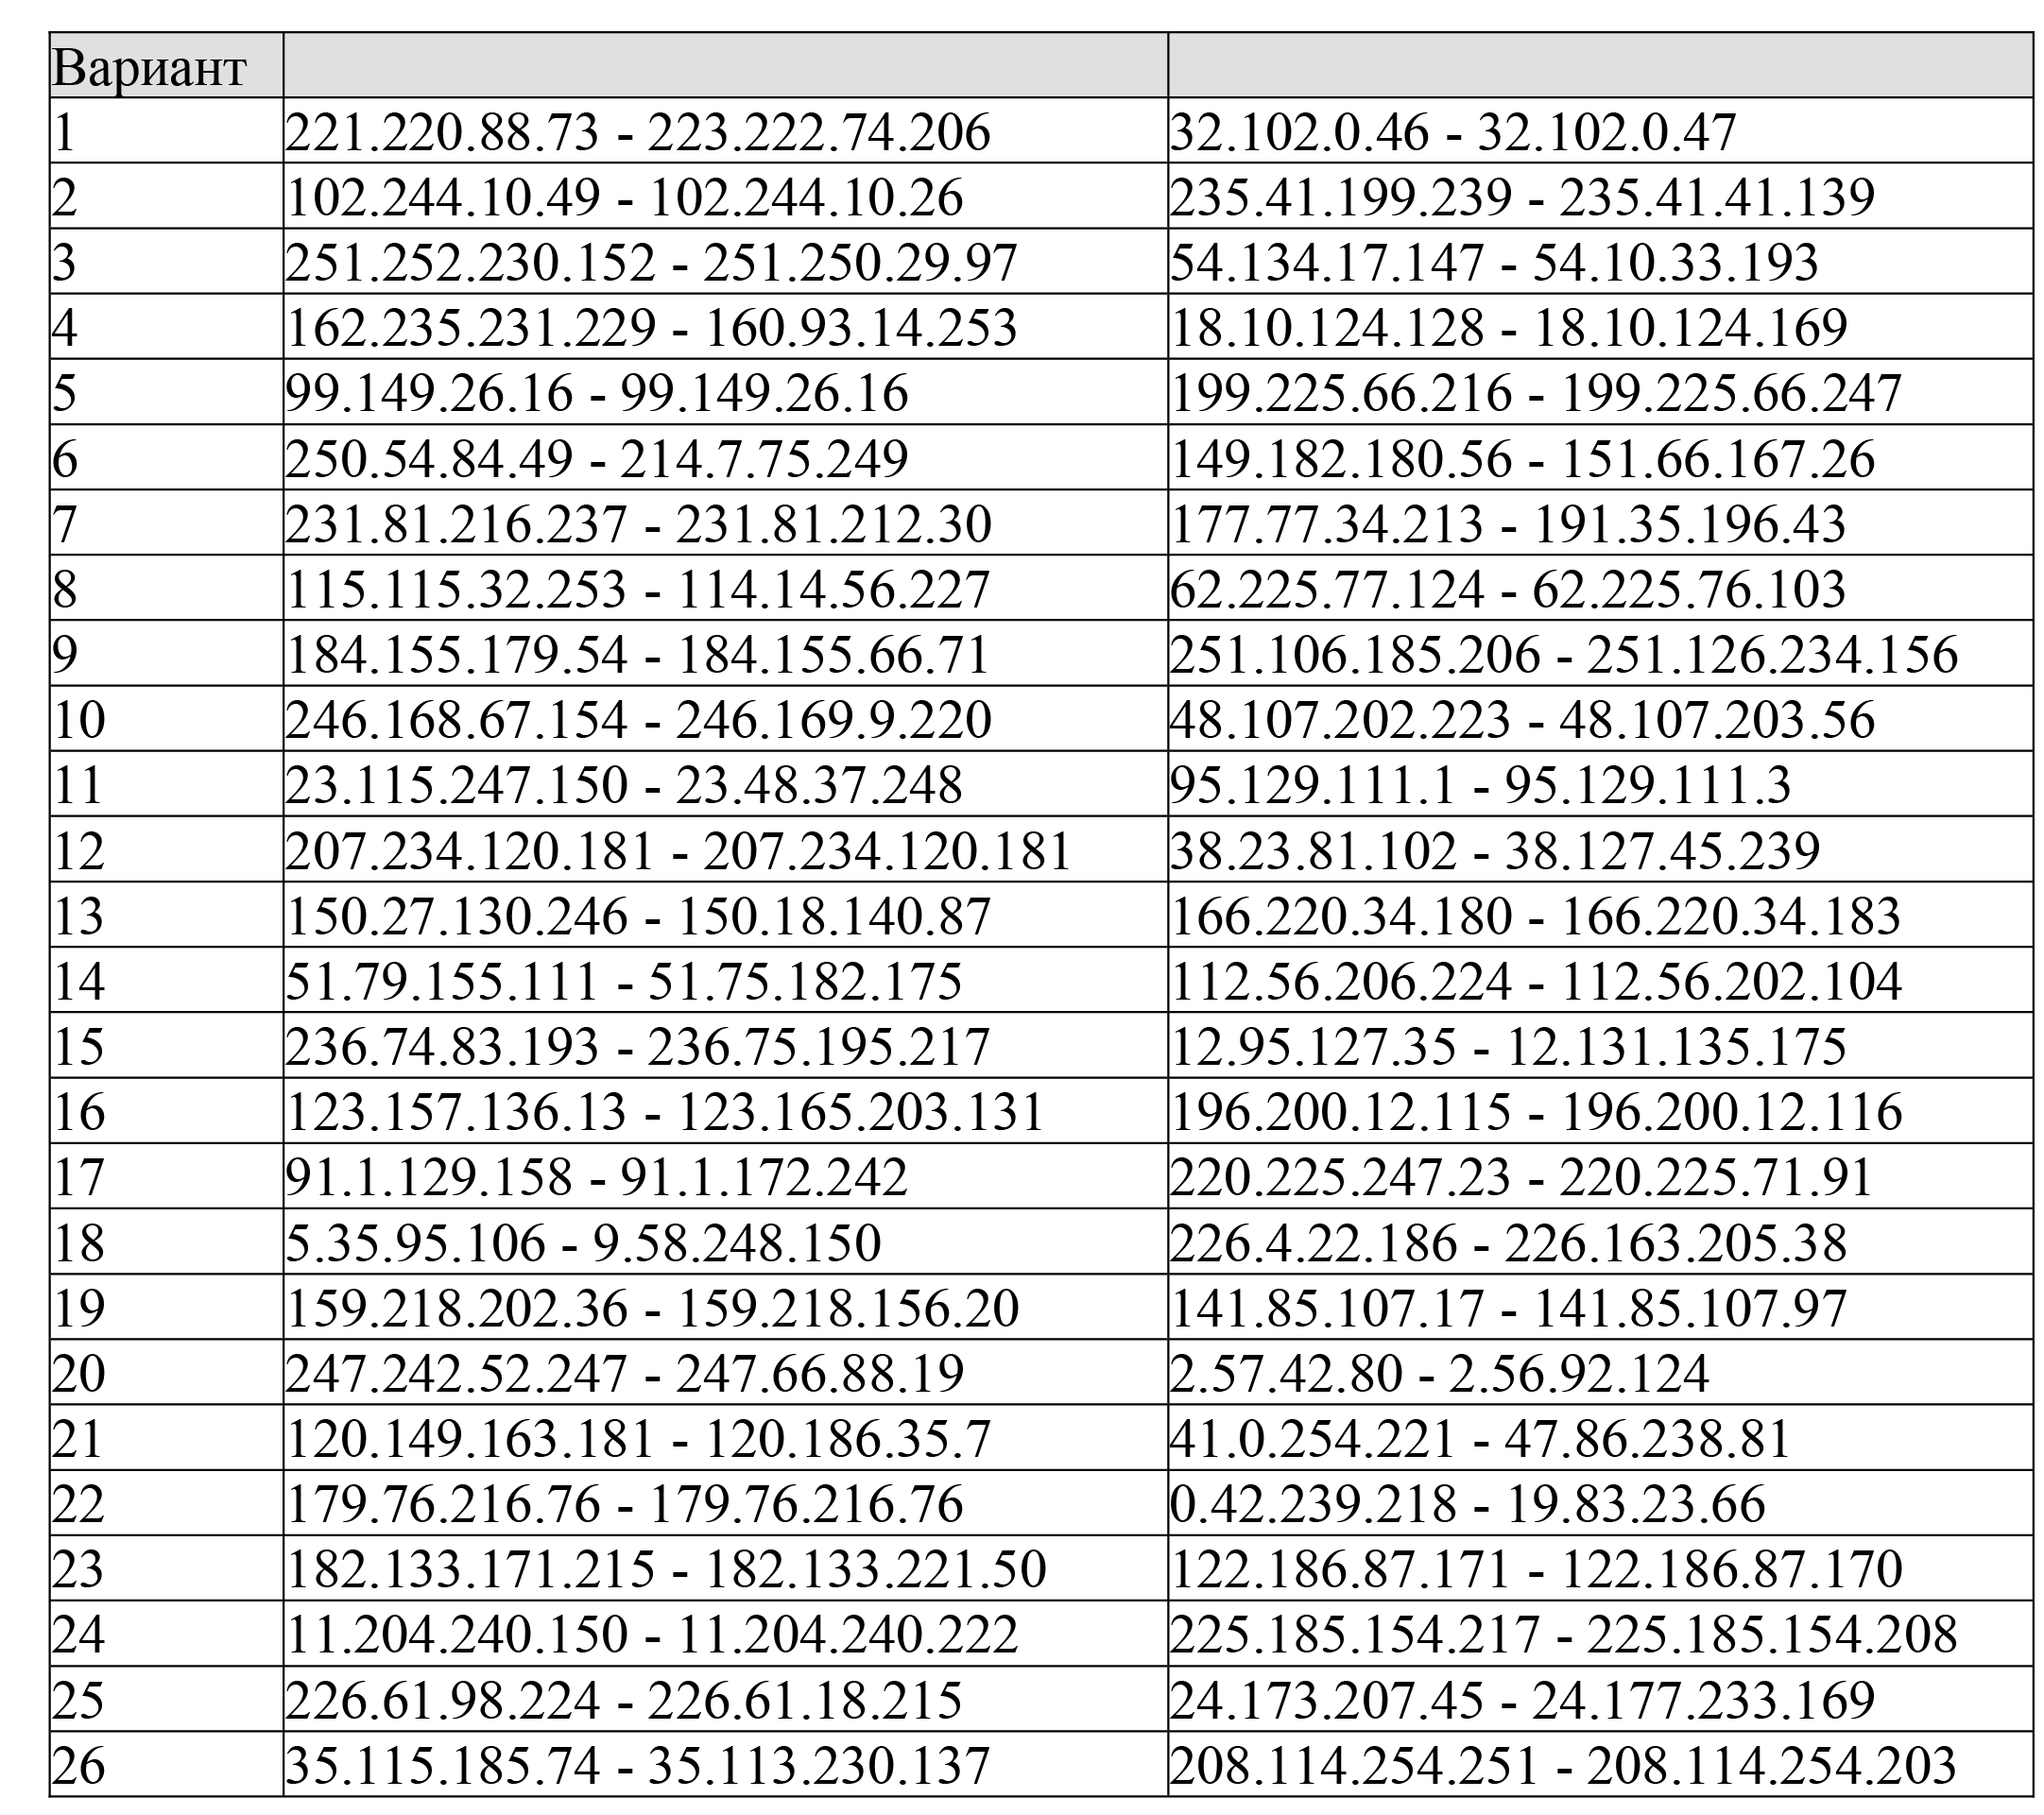 Вариант
1 221.220.88.73 - 223.222.74.206 32.102.0.46 - 32.102.0.47
2 102.244.10.49 - 102.244.10.26 235.41.199.239 - 235.41.41.139
3 251.252.230.152 - 251.250.29.97 54.134.17.147 - 54.10.33.193
4 162.235.231.229 - 160.93.14.253 18.10.124.128 - 18.10.124.169
5 99.149.26.16 - 99.149.26.16 199.225.66.216 - 199.225.66.247
6 250.54.84.49 - 214.7.75.249 149.182.180.56 - 151.66.167.26
7 231.81.216.237 - 231.81.212.30 177.77.34.213 - 191.35.196.43
8 115.115.32.253 - 114.14.56.227 62.225.77.124 - 62.225.76.103
9 184.155.179.54 - 184.155.66.71 251.106.185.206 - 251.126.234.156
10 246.168.67.154 - 246.169.9.220 48.107.202.223 - 48.107.203.56
11 23.115.247.150 - 23.48.37.248 95.129.111.1 - 95.129.111.3
12 207.234.120.181 - 207.234.120.181 38.23.81.102 - 38.127.45.239
13 150.27.130.246 - 150.18.140.87 166.220.34.180 - 166.220.34.183
14 51.79.155.111 - 51.75.182.175 112.56.206.224 - 112.56.202.104
15 236.74.83.193 - 236.75.195.217 12.95.127.35 - 12.131.135.175
16 123.157.136.13 - 123.165.203.131 196.200.12.115 - 196.200.12.116
17 91.1.129.158 - 91.1.172.242 220.225.247.23 - 220.225.71.91
18 5.35.95.106 - 9.58.248.150 226.4.22.186 - 226.163.205.38
19 159.218.202.36 - 159.218.156.20 141.85.107.17 - 141.85.107.97
20 247.242.52.247 - 247.66.88.19 2.57.42.80 - 2.56.92.124
21 120.149.163.181 - 120.186.35.7 41.0.254.221 - 47.86.238.81
22 179.76.216.76 - 179.76.216.76 0.42.239.218 - 19.83.23.66
23 182.133.171.215 - 182.133.221.50 122.186.87.171 - 122.186.87.170
24 11.204.240.150 - 11.204.240.222 225.185.154.217 - 225.185.154.208
25 226.61.98.224 - 226.61.18.215 24.173.207.45 - 24.177.233.169
26 35.115.185.74 - 35.113.230.137 208.114.254.251 - 208.114.254.203